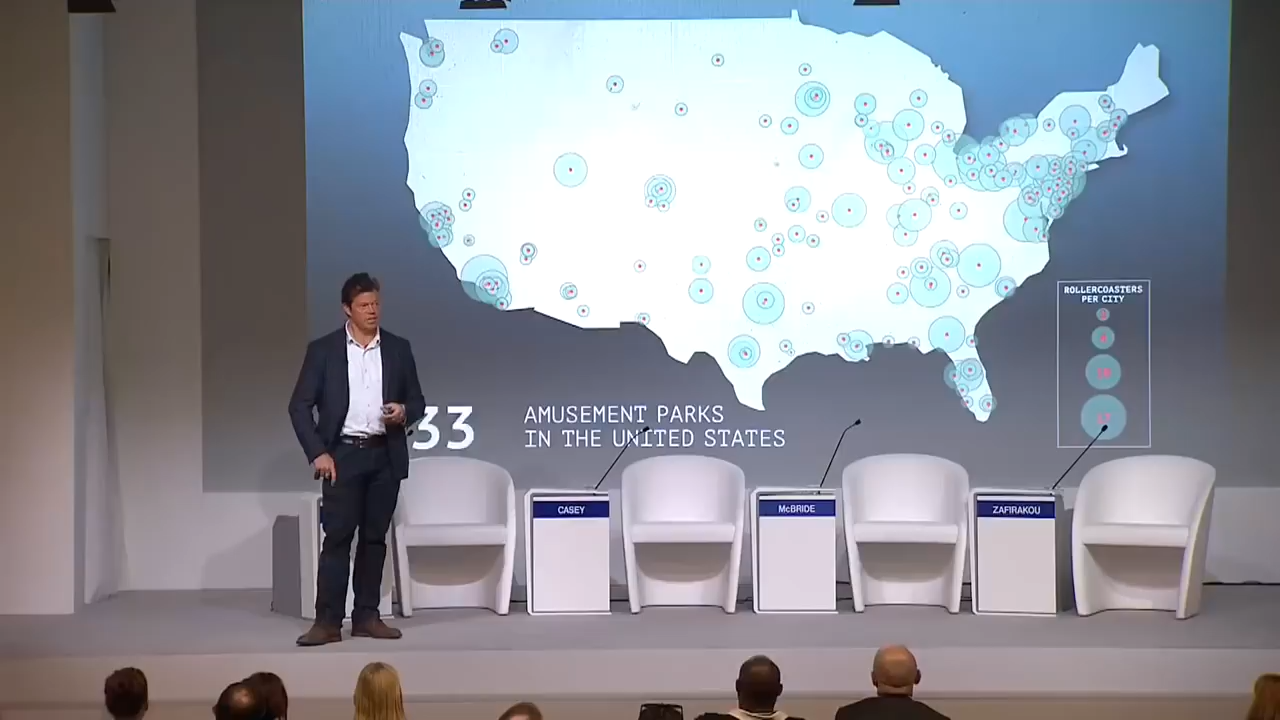 ROLLERCOASTERS
PER CITY
33
AMUSEMENT PARKS
IN THE UNITED STATES
CASEY
McBRIDE
ZAFIRAKOU